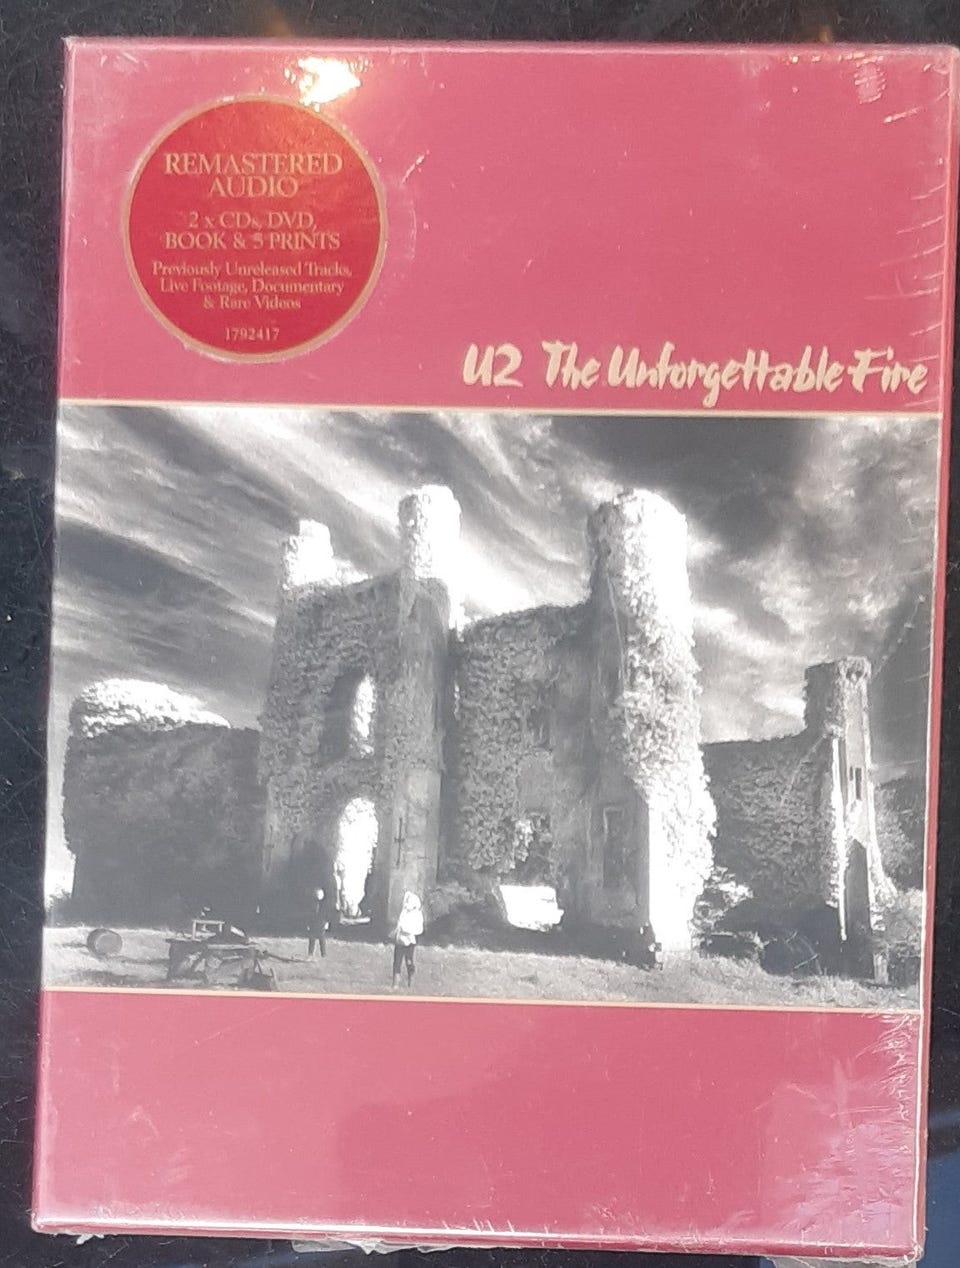 REMASTERED
AUDIO
2 x CDs, DVD,
BOOK & 5 PRINTS
Previously Unreleased Tracks,
Live Footage, Documentary
& Rare Videos
1792417
U2 The Unforgettable Fire